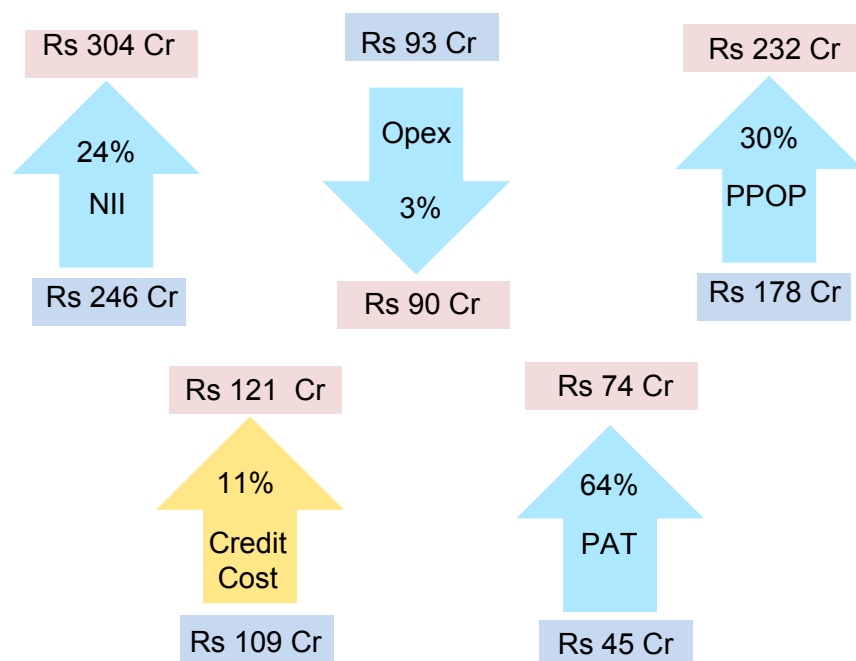 Rs 304 Cr
24%
NII
Rs 246 Cr
Rs 93 Cr
Opex
3%
Rs 90 Cr
Rs 232 Cr
30%
PPOP
Rs 178 Cr
Rs 121 Cr
11%
Credit
Cost
Rs 109 Cr
Rs 74 Cr
64%
PAT
Rs 45 Cr